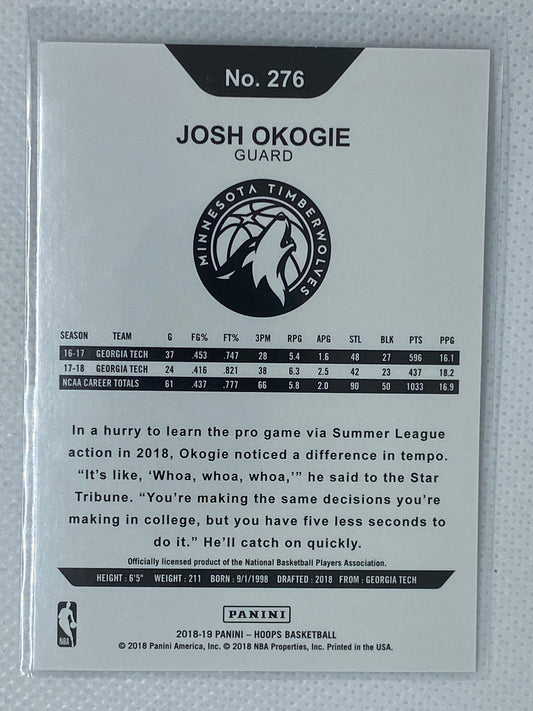 No. 276
JOSH OKOGIE
GUARD
MINNESOTA TIMBERWOLVES
SEASON TEAM G FG% FT% 3PM RPG APG STL BLK PTS PPG
16-17 GEORGIA TECH 37 .453 .747 28 5.4 1.6 48 27 596 16.1
17-18 GEORGIA TECH 24 .416 .821 38 6.3 2.5 42 23 437 18.2
NCAA CAREER TOTALS 61 .437 .777 66 5.8 2.0 90 50 1033 16.9
In a hurry to learn the pro game via Summer League
action in 2018, Okogie noticed a difference in tempo.
“It’s like, ‘Whoa, whoa, whoa,’” he said to the Star
Tribune. “You’re making the same decisions you’re
making in college, but you have five less seconds to
do it.” He’ll catch on quickly.
Officially licensed product of the National Basketball Players Association.
HEIGHT : 6'5" WEIGHT : 211 BORN : 9/1/1998 DRAFTED : 2018 FROM : GEORGIA TECH
NBA
PANINI
2018-19 PANINI – HOOPS BASKETBALL
© 2018 Panini America, Inc. © 2018 NBA Properties, Inc. Printed in the USA.